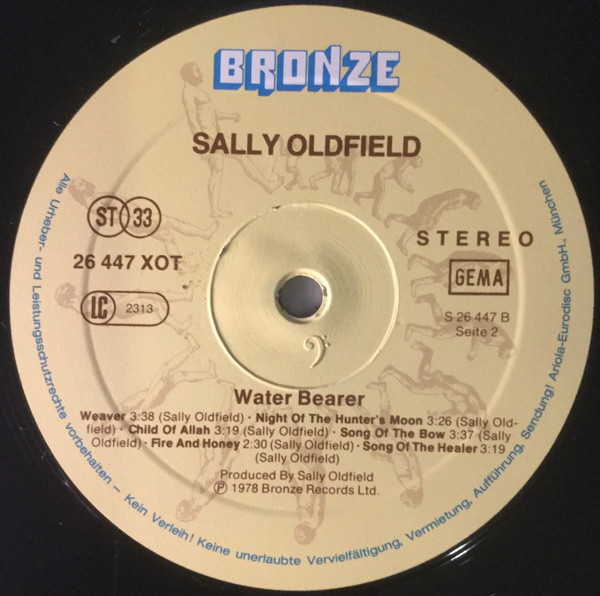 BRONZE
SALLY OLDFIELD
ST 33
26 447 XOT
LC 2313
STEREO
GEMA
S 26 447 B
Seite 2
Water Bearer
Weaver 3:38 (Sally Oldfield) · Night Of The Hunter's Moon 3:26 (Sally Old-
field) · Child Of Allah 3:19 (Sally Oldfield) · Song Of The Bow 3:37 (Sally
Oldfield) · Fire And Honey 2:30 (Sally Oldfield) · Song Of The Healer 3:19
(Sally Oldfield)
Produced By Sally Oldfield
Ⓟ 1978 Bronze Records Ltd.
Alle Urheber- und Leistungsschutzrechte vorbehalten – Kein Verleih! Keine unerlaubte Vervielfältigung, Vermietung, Aufführung, Sendung! Ariola-Eurodisc GmbH., München